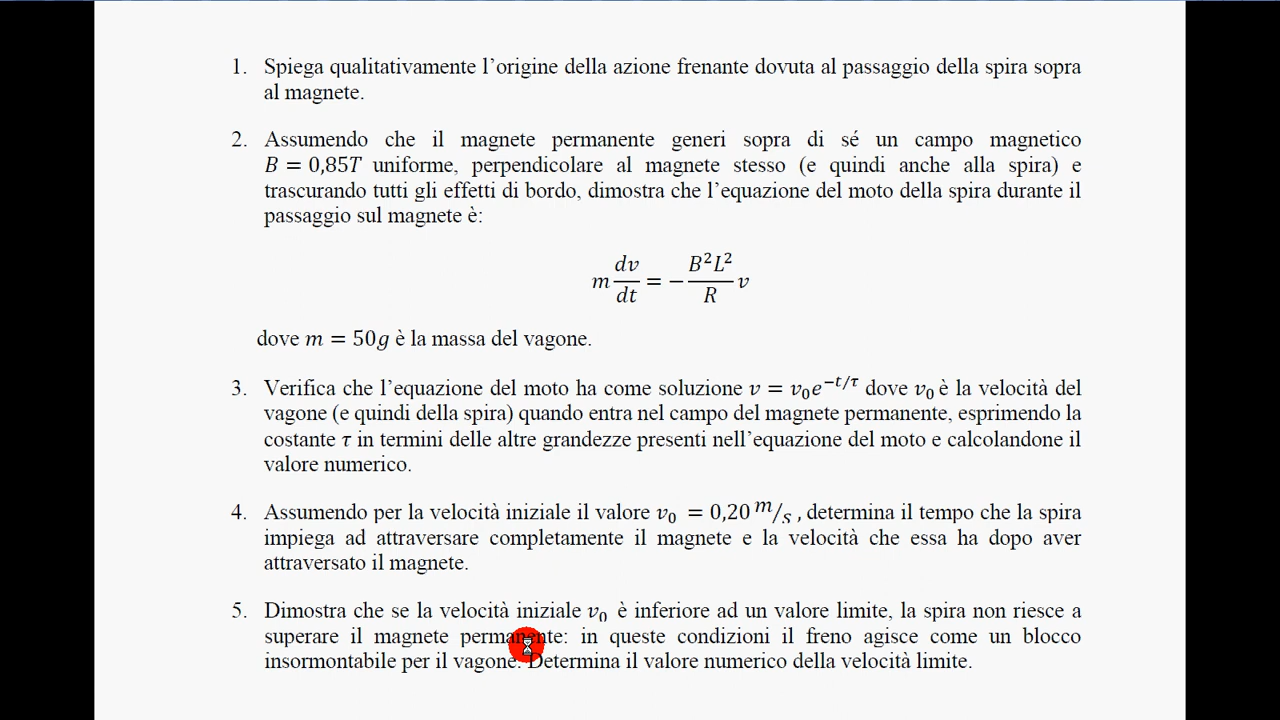 1. Spiega qualitativamente l’origine della azione frenante dovuta al passaggio della spira sopra
al magnete.
2. Assumendo che il magnete permanente generi sopra di sé un campo magnetico
B = 0,85T uniforme, perpendicolare al magnete stesso (e quindi anche alla spira) e
trascurando tutti gli effetti di bordo, dimostra che l’equazione del moto della spira durante il
passaggio sul magnete è:
m dv/dt = − B²L²/R v
dove m = 50g è la massa del vagone.
3. Verifica che l’equazione del moto ha come soluzione v = v₀e^(−t/τ) dove v₀ è la velocità del
vagone (e quindi della spira) quando entra nel campo del magnete permanente, esprimendo la
costante τ in termini delle altre grandezze presenti nell’equazione del moto e calcolandone il
valore numerico.
4. Assumendo per la velocità iniziale il valore v₀ = 0,20 m/s , determina il tempo che la spira
impiega ad attraversare completamente il magnete e la velocità che essa ha dopo aver
attraversato il magnete.
5. Dimostra che se la velocità iniziale v₀ è inferiore ad un valore limite, la spira non riesce a
superare il magnete permanente: in queste condizioni il freno agisce come un blocco
insormontabile per il vagone. Determina il valore numerico della velocità limite.